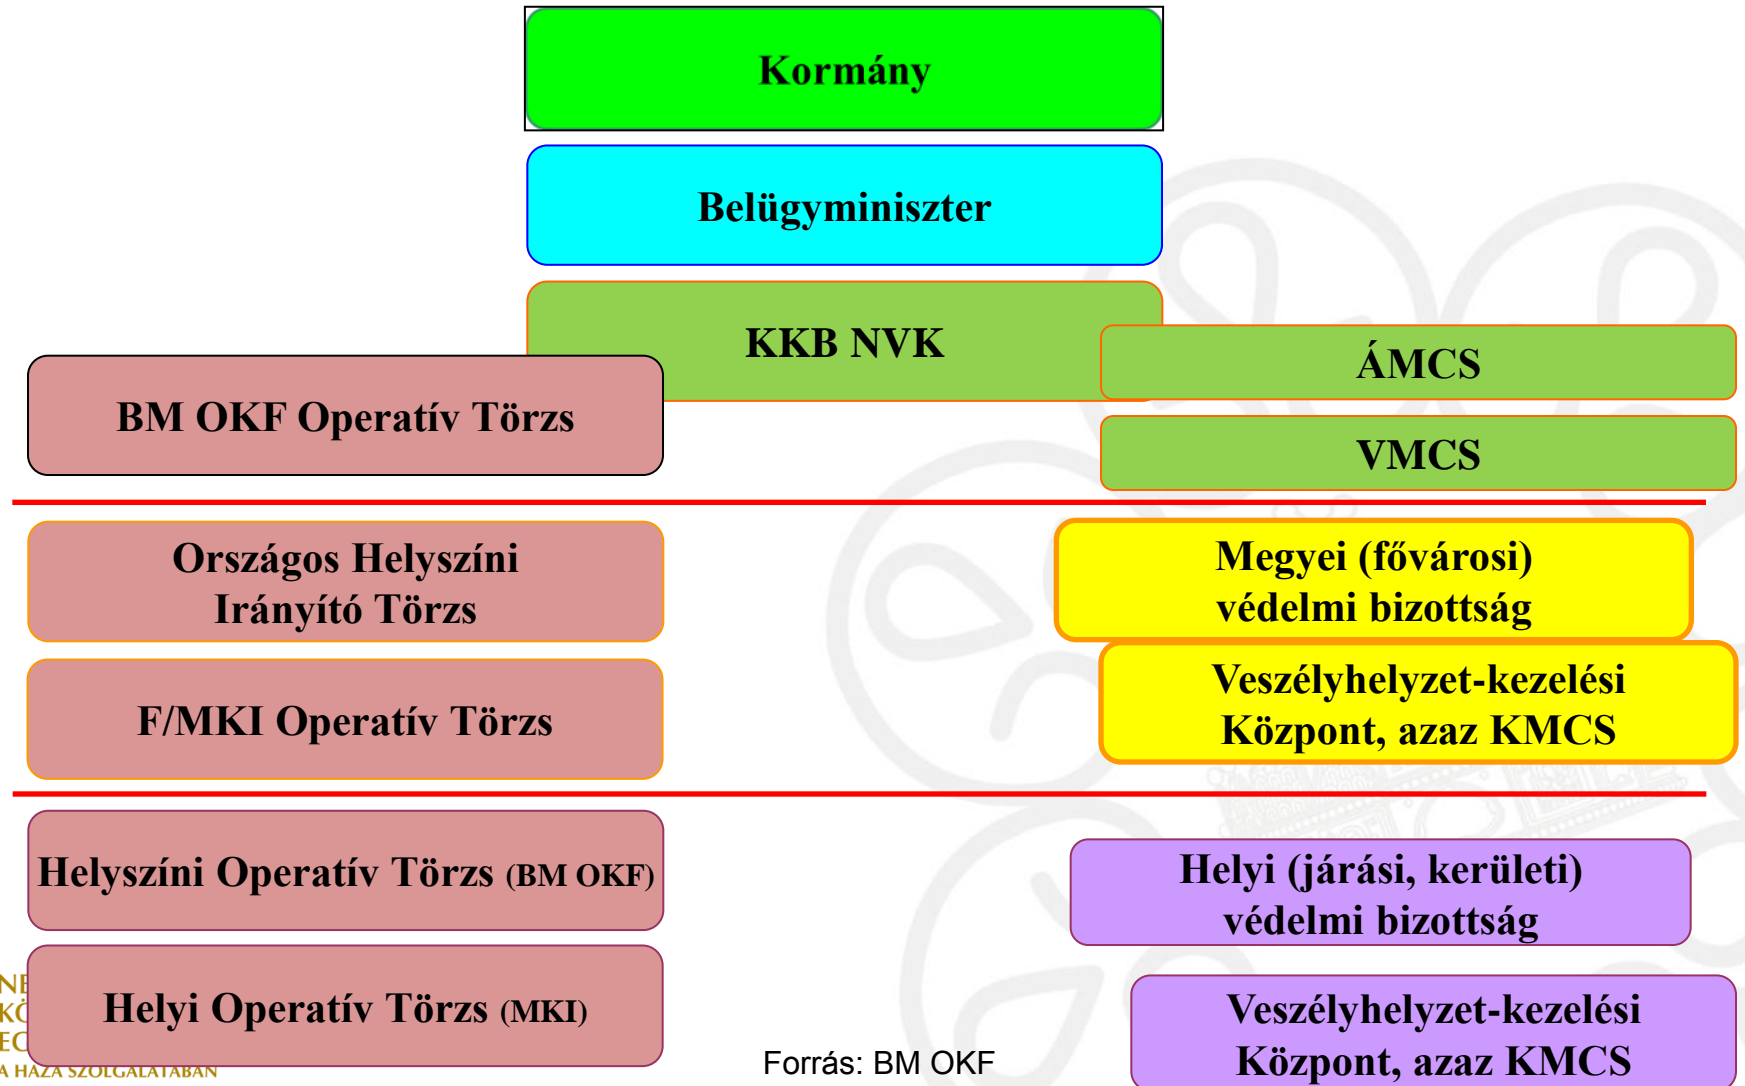 Kormány
Belügyminiszter
KKB NVK
ÁMCS
BM OKF Operatív Törzs
VMCS
Országos Helyszíni
Irányító Törzs
Megyei (fővárosi)
védelmi bizottság
F/MKI Operatív Törzs
Veszélyhelyzet-kezelési
Központ, azaz KMCS
Helyszíni Operatív Törzs (BM OKF)
Helyi (járási, kerületi)
védelmi bizottság
Helyi Operatív Törzs (MKI)
Veszélyhelyzet-kezelési
Központ, azaz KMCS
Forrás: BM OKF
A HAZA SZOLGÁLATÁBAN